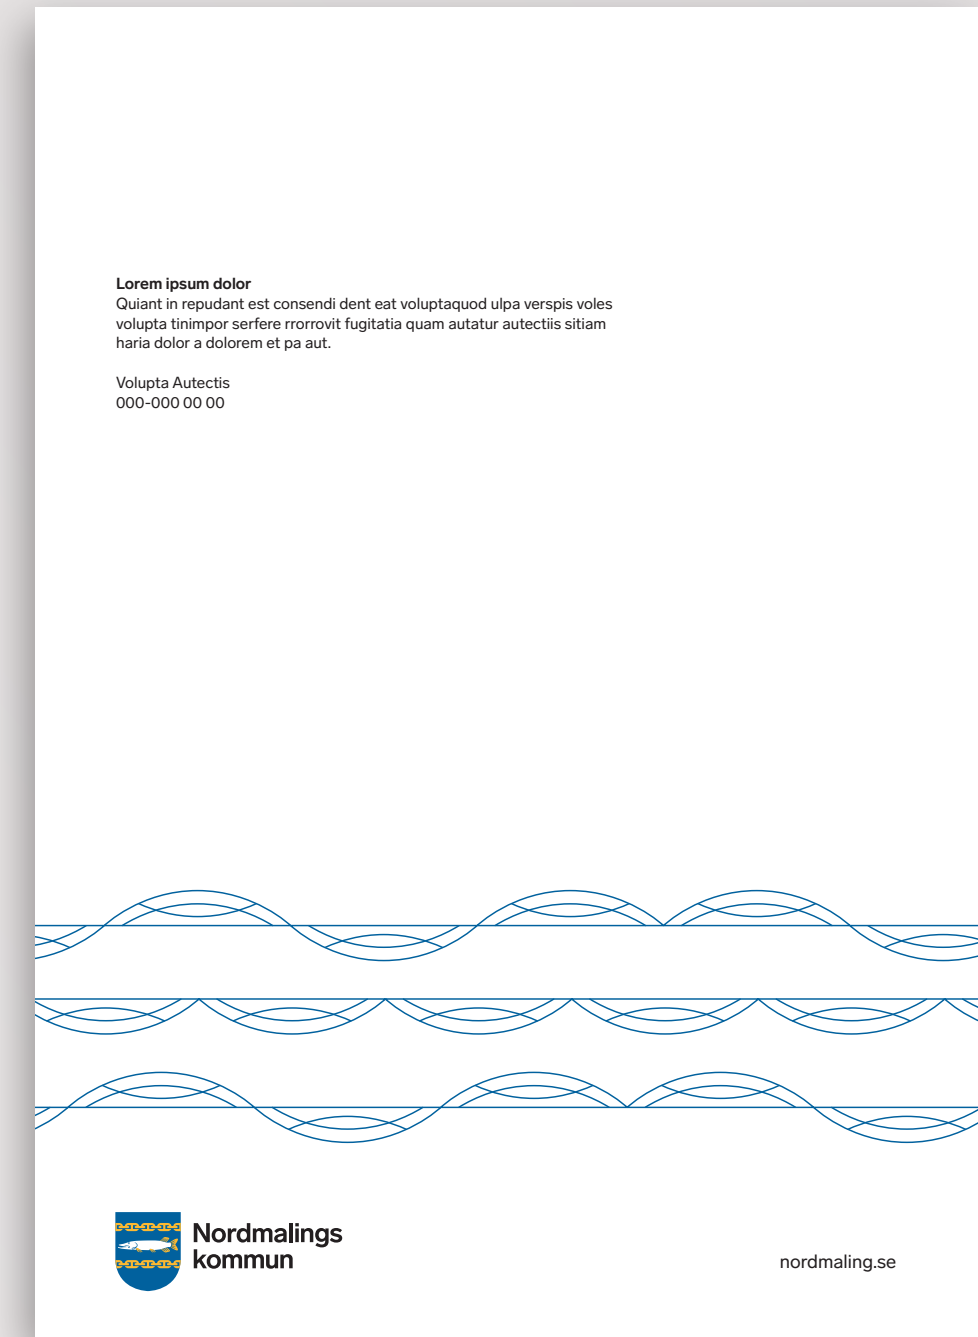 Lorem ipsum dolor
Quiant in repudant est consendi dent eat voluptaquod ulpa verspis voles
volupta tinimpor serfere rrorrovit fugitatia quam autatur autectiis sitiam
haria dolor a dolorem et pa aut.
Volupta Autectis
000-000 00 00
Nordmalings
kommun
nordmaling.se